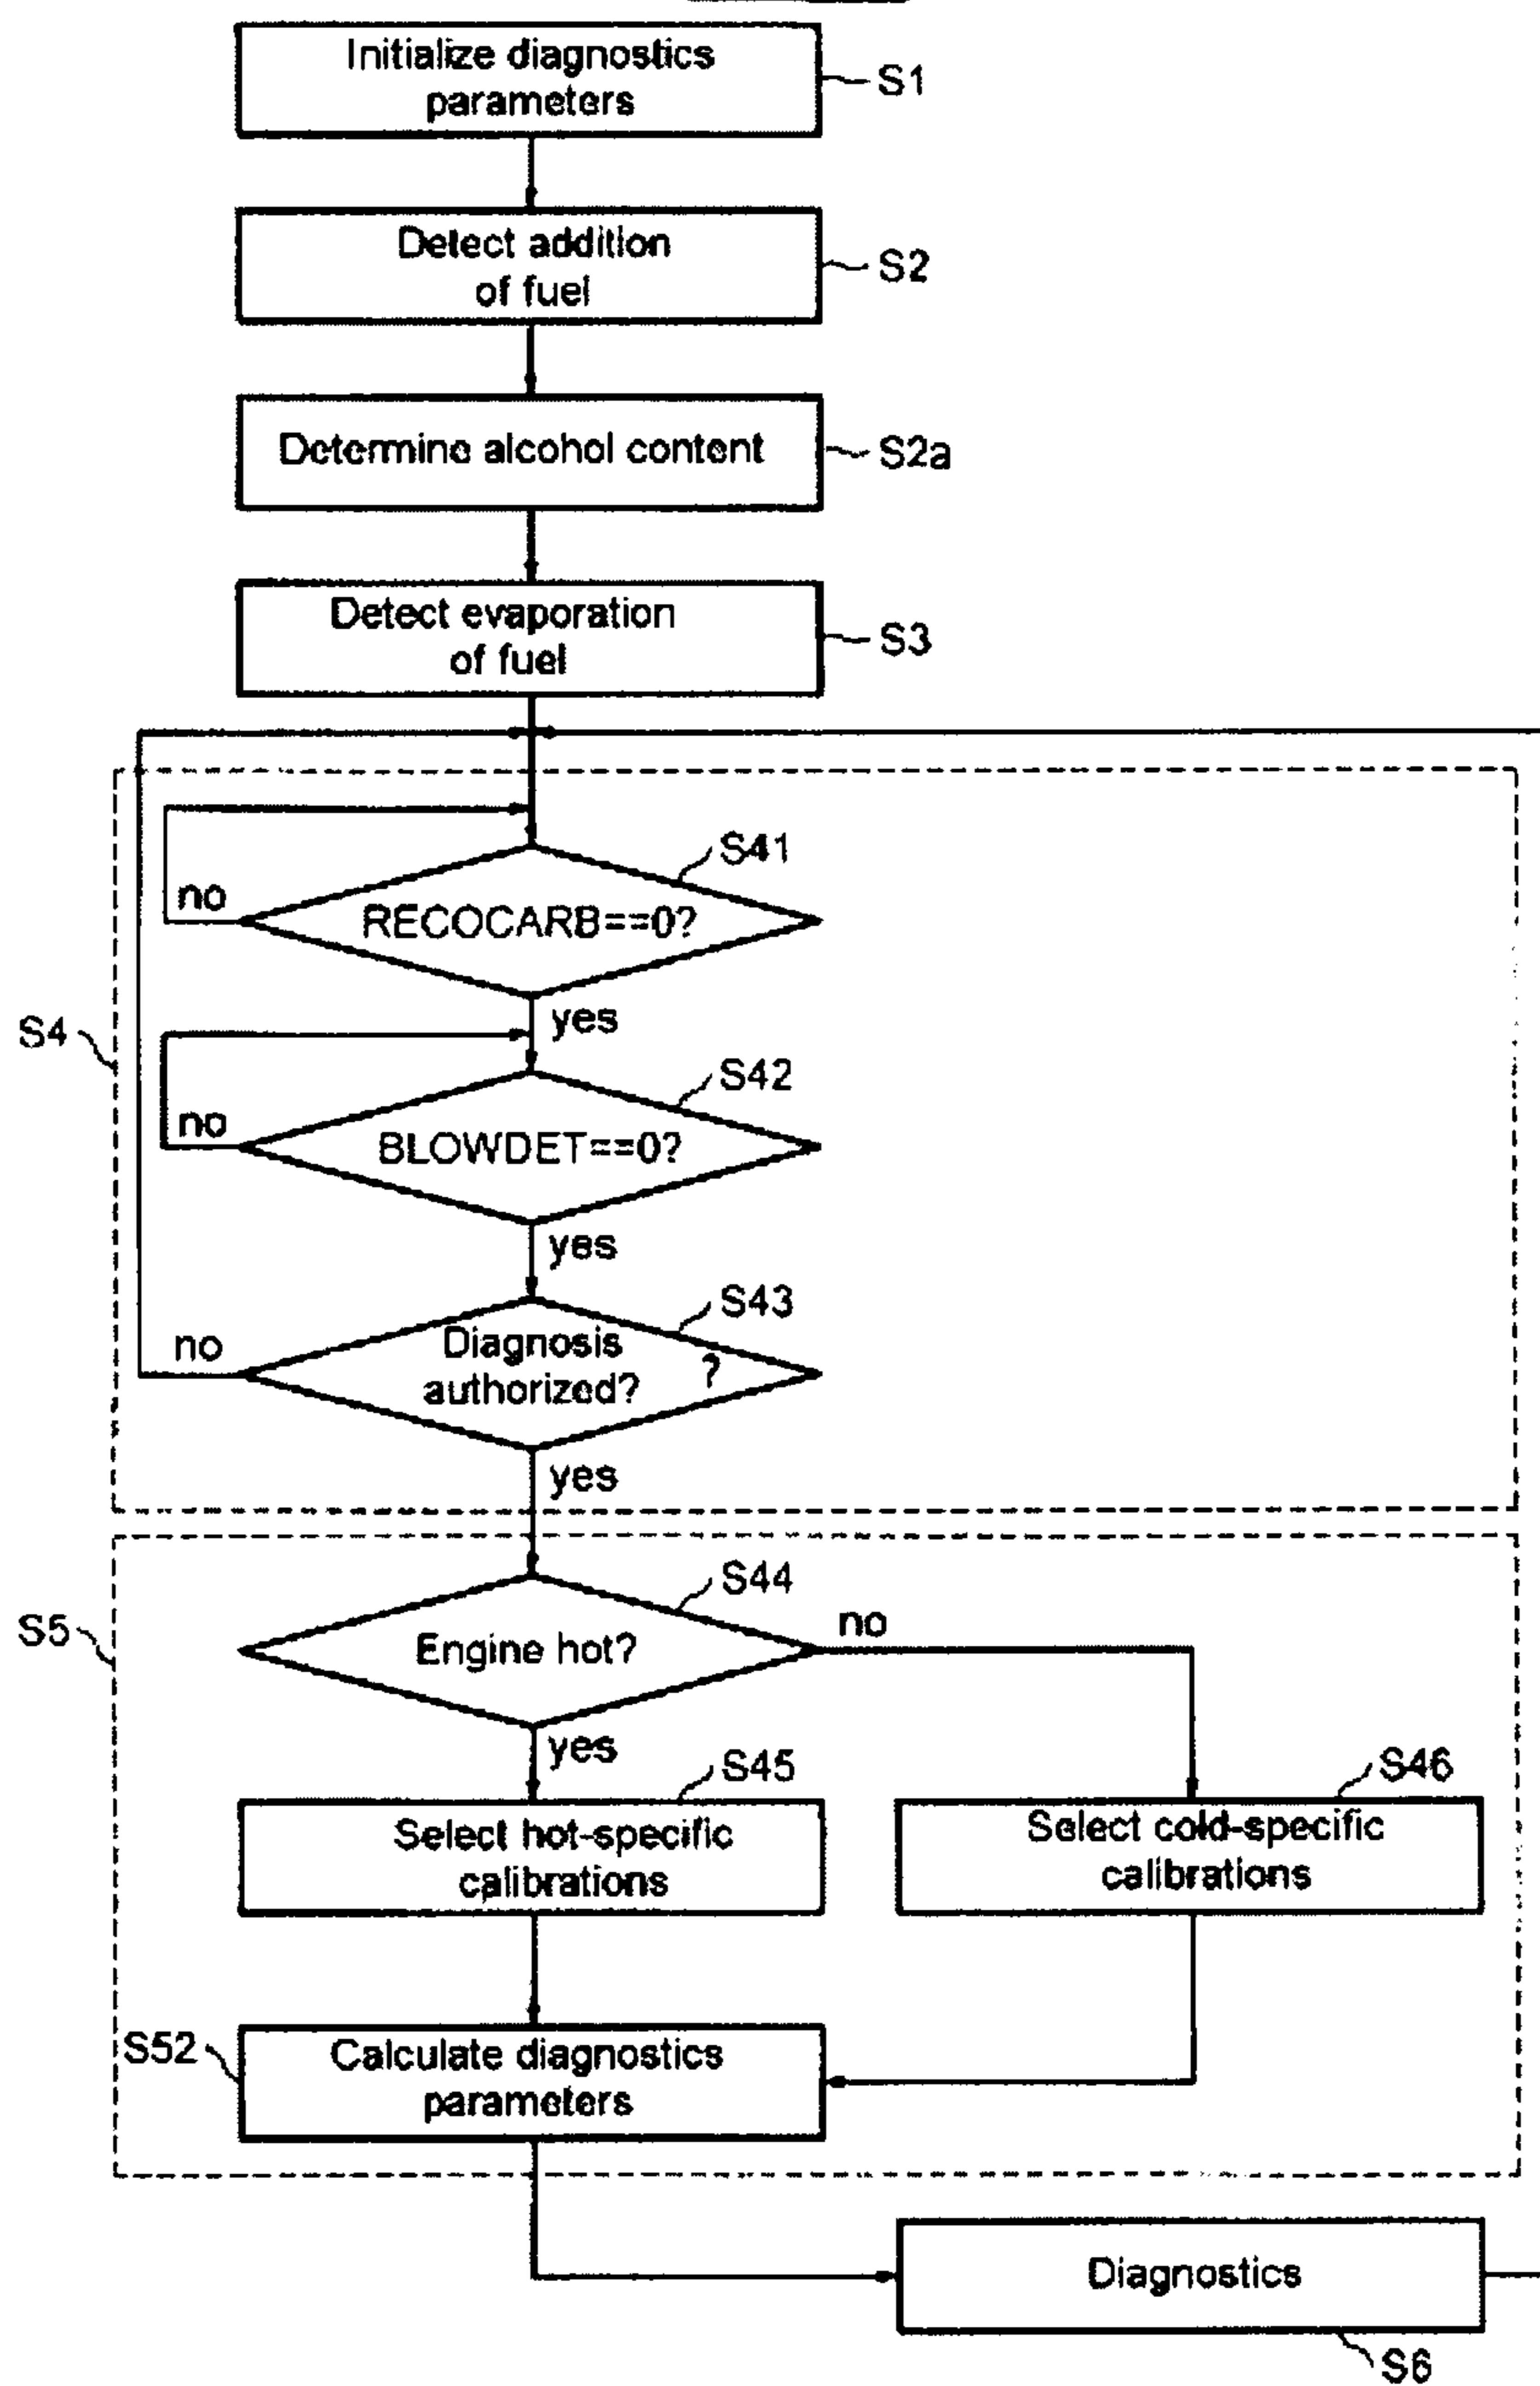 Initialize diagnostics
parameters
S1
Detect addition
of fuel
S2
Determine alcohol content
S2a
Detect evaporation
of fuel
S3
S4
S41
no
RECOCARB==0?
yes
S42
no
BLOWDET==0?
yes
S43
no
Diagnosis
authorized?
?
yes
S5
S44
Engine hot?
no
yes
S45
Select hot-specific
calibrations
S46
Select cold-specific
calibrations
S52
Calculate diagnostics
parameters
Diagnostics
S6